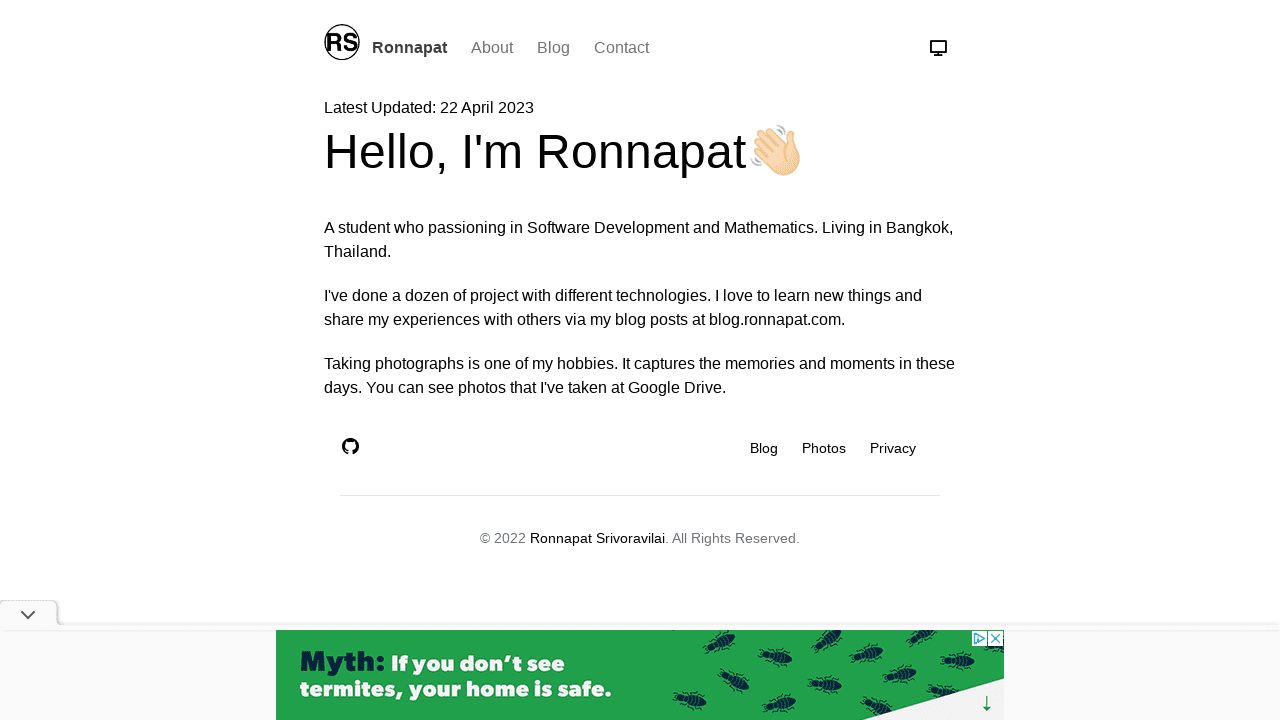 RS
Ronnapat About Blog Contact
Latest Updated: 22 April 2023
Hello, I'm Ronnapat👋🏻
A student who passioning in Software Development and Mathematics. Living in Bangkok,
Thailand.
I've done a dozen of project with different technologies. I love to learn new things and
share my experiences with others via my blog posts at blog.ronnapat.com.
Taking photographs is one of my hobbies. It captures the memories and moments in these
days. You can see photos that I've taken at Google Drive.
Blog Photos Privacy
© 2022 Ronnapat Srivoravilai. All Rights Reserved.
Myth: If you don't see
termites, your home is safe.